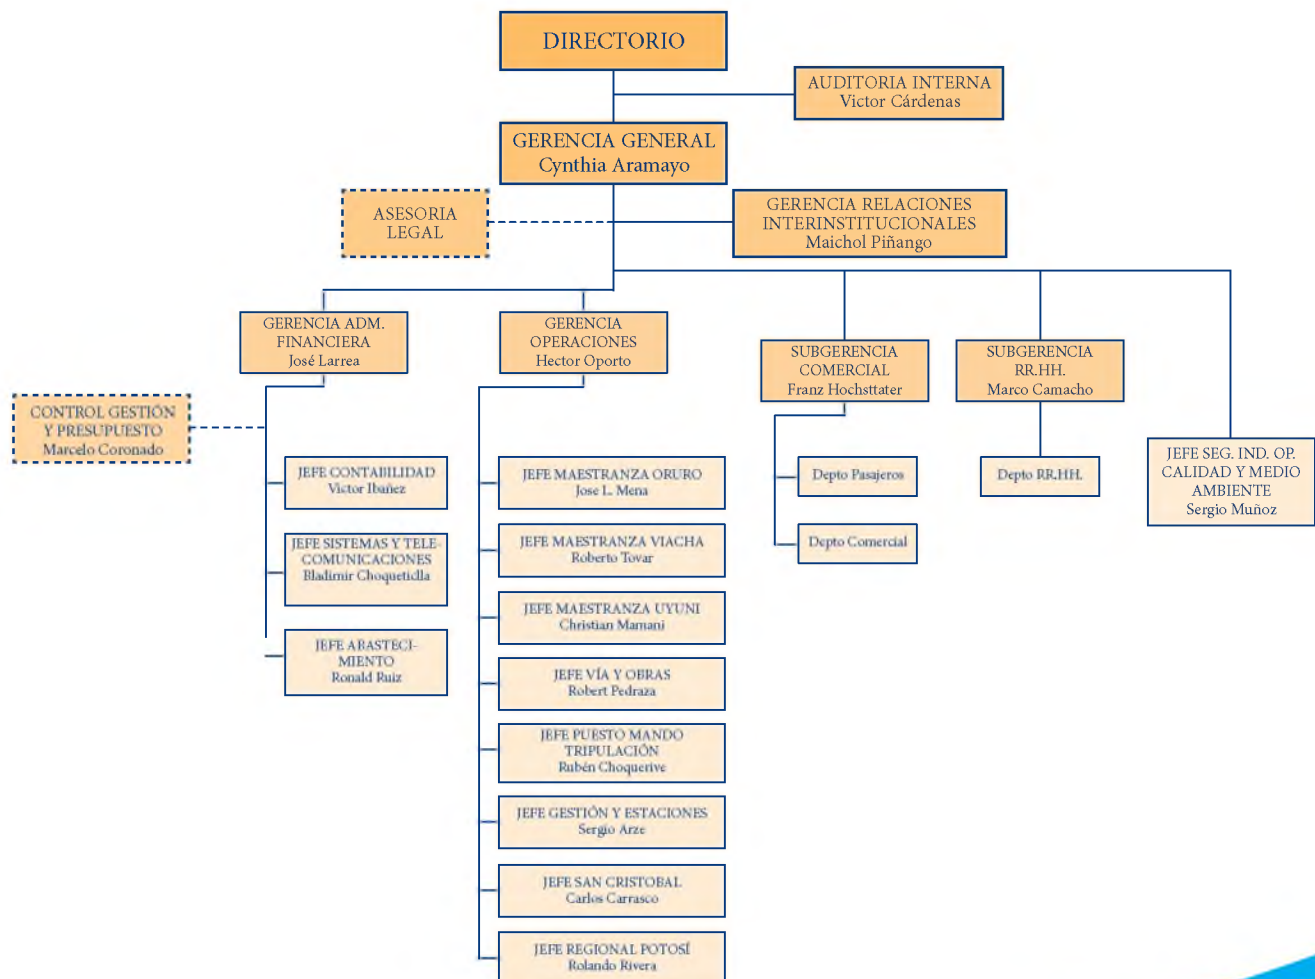 DIRECTORIO
AUDITORIA INTERNA
Victor Cárdenas
GERENCIA GENERAL
Cynthia Aramayo
ASESORIA
LEGAL
GERENCIA RELACIONES
INTERINSTITUCIONALES
Maichol Piñango
GERENCIA ADM.
FINANCIERA
José Larrea
GERENCIA
OPERACIONES
Hector Oporto
SUBGERENCIA
COMERCIAL
Franz Hochsttater
SUBGERENCIA
RR.HH.
Marco Camacho
CONTROL GESTIÓN
Y PRESUPUESTO
Marcelo Coronado
JEFE SEG. IND. OP.
CALIDAD Y MEDIO
AMBIENTE
Sergio Muñoz
JEFE CONTABILIDAD
Victor Ibañez
JEFE SISTEMAS Y TELE-
COMUNICACIONES
Bladimir Choqueticlla
JEFE ABASTECI-
MIENTO
Ronald Ruiz
JEFE MAESTRANZA ORURO
Jose L. Mena
JEFE MAESTRANZA VIACHA
Roberto Tovar
JEFE MAESTRANZA UYUNI
Christian Mamani
JEFE VÍA Y OBRAS
Robert Pedraza
JEFE PUESTO MANDO
TRIPULACIÓN
Rubén Choquerive
JEFE GESTIÓN Y ESTACIONES
Sergio Arze
JEFE SAN CRISTOBAL
Carlos Carrasco
JEFE REGIONAL POTOSÍ
Rolando Rivera
Depto Pasajeros
Depto Comercial
Depto RR.HH.